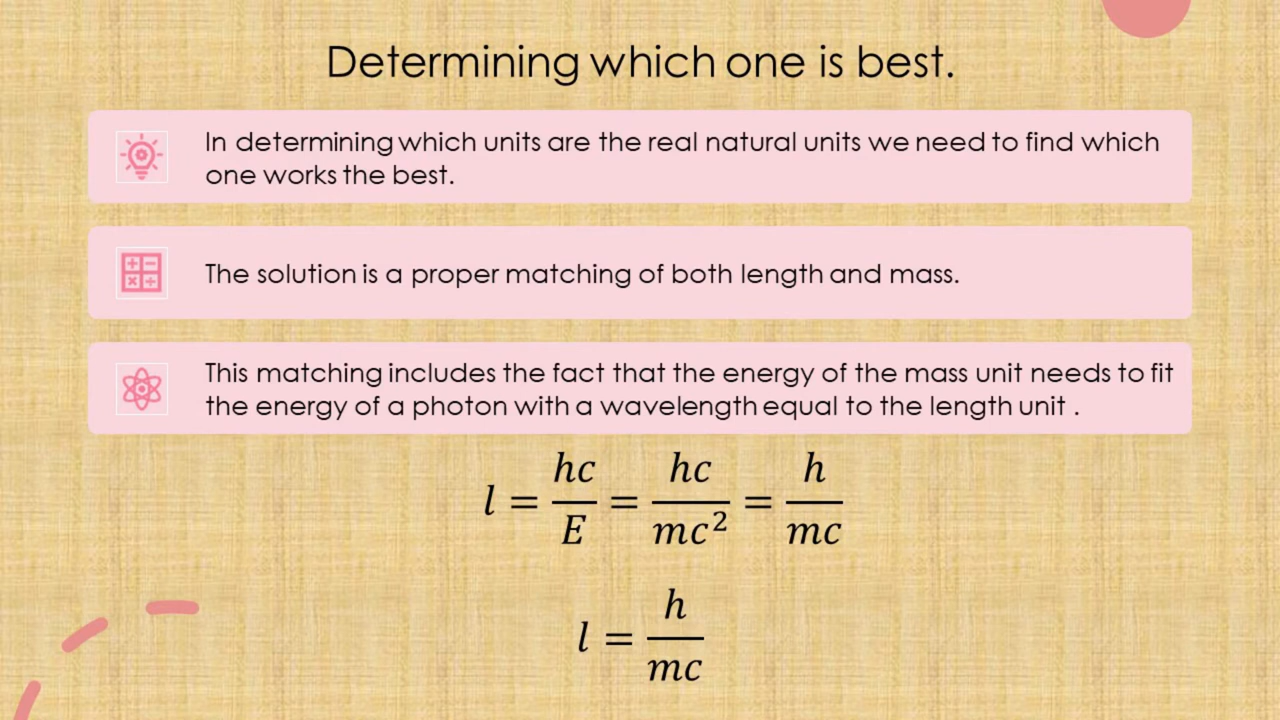 Determining which one is best.
In determining which units are the real natural units we need to find which
one works the best.
The solution is a proper matching of both length and mass.
This matching includes the fact that the energy of the mass unit needs to fit
the energy of a photon with a wavelength equal to the length unit .
l = hc/E = hc/mc² = h/mc
l = h/mc